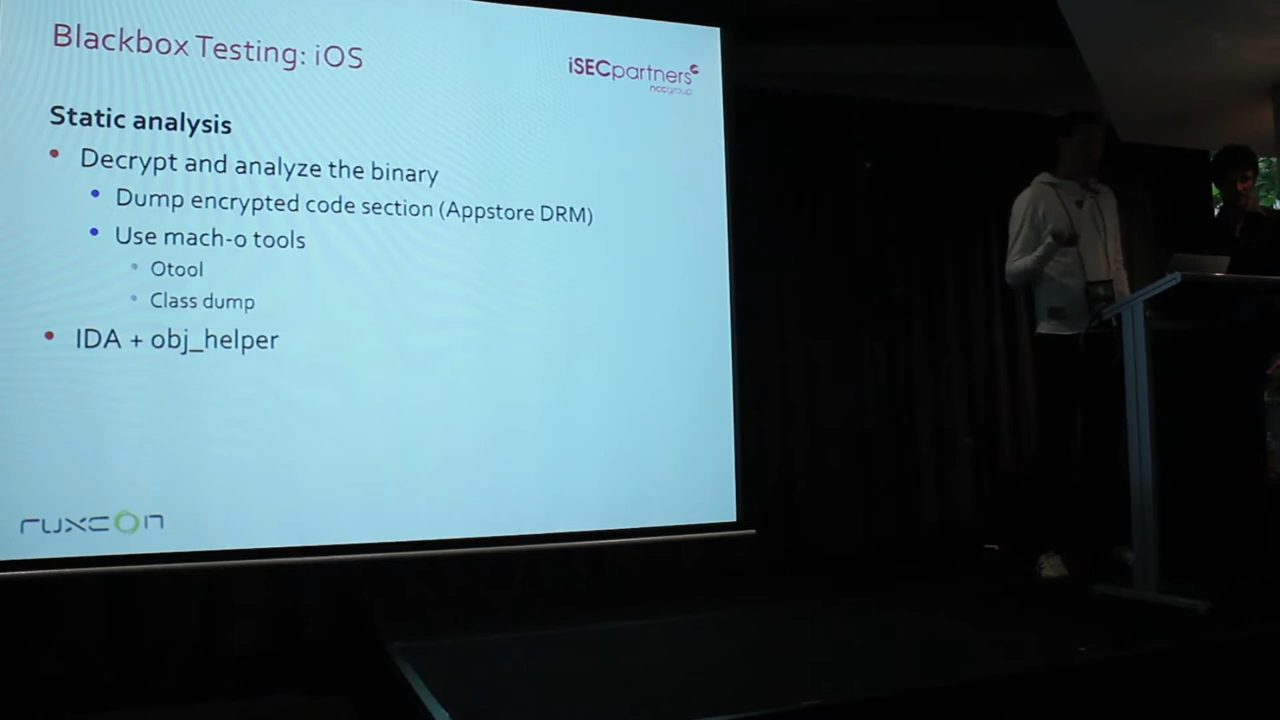 Blackbox Testing: iOS
iSECpartners
nccgroup
Static analysis
Decrypt and analyze the binary
Dump encrypted code section (Appstore DRM)
Use mach-o tools
Otool
Class dump
IDA + obj_helper
ruxcon